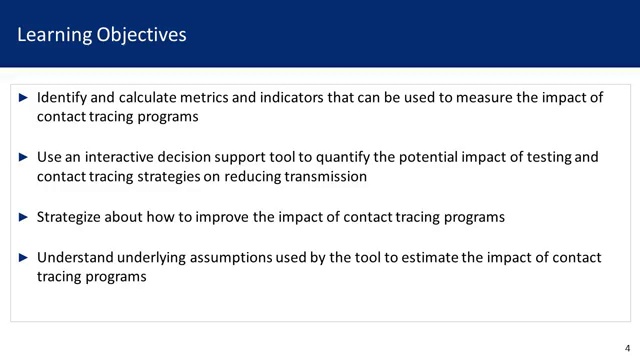 Learning Objectives
► Identify and calculate metrics and indicators that can be used to measure the impact of
contact tracing programs
► Use an interactive decision support tool to quantify the potential impact of testing and
contact tracing strategies on reducing transmission
► Strategize about how to improve the impact of contact tracing programs
► Understand underlying assumptions used by the tool to estimate the impact of contact
tracing programs
4